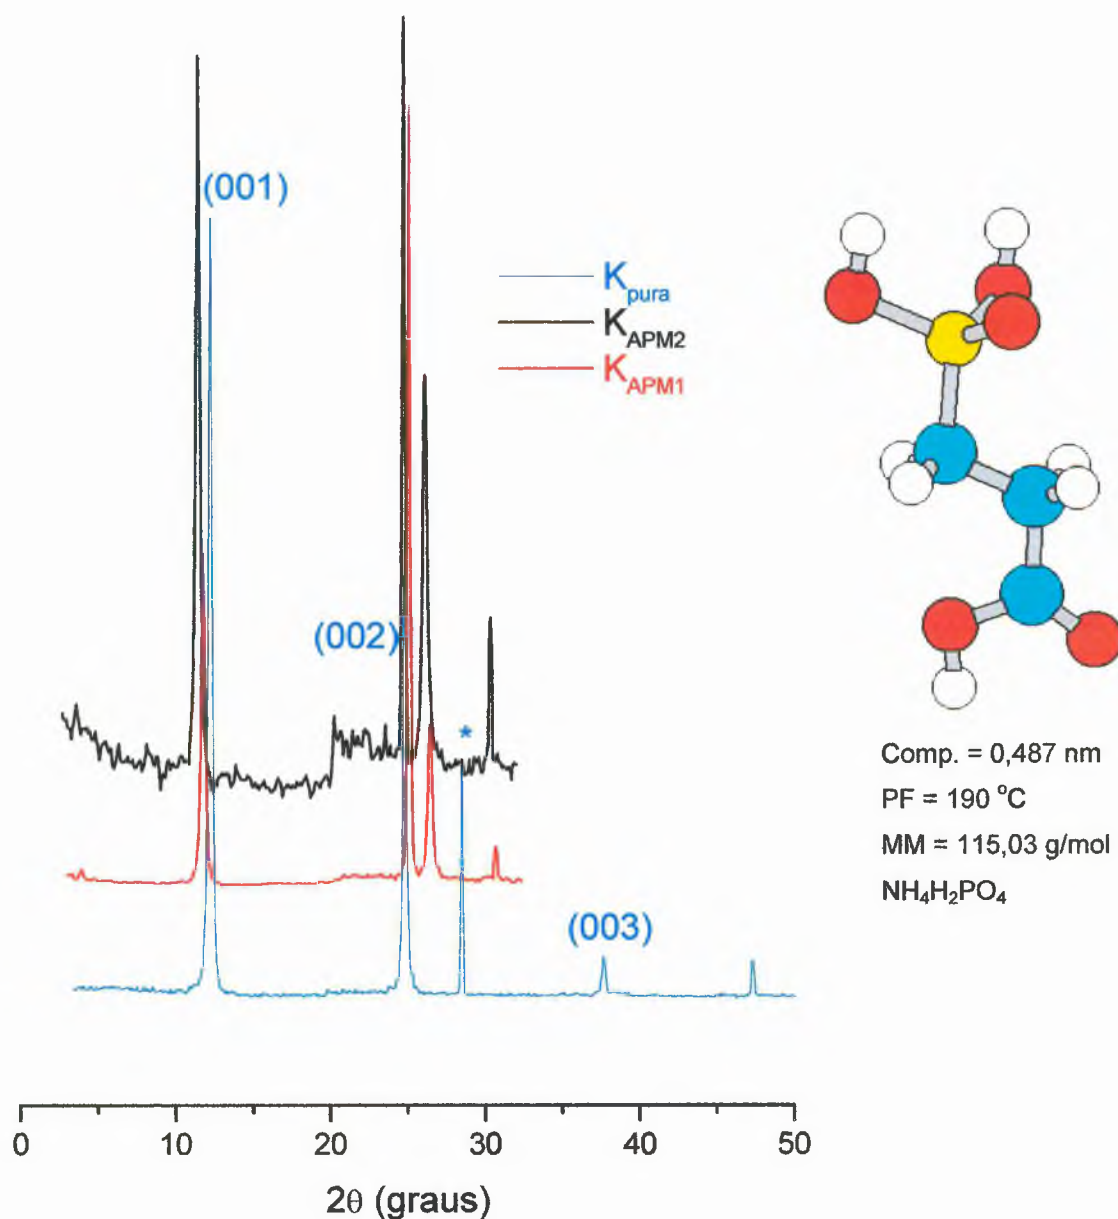 (001)
K_pura
K_APM2
K_APM1
(002)
*
(003)
Comp. = 0,487 nm
PF = 190 °C
MM = 115,03 g/mol
NH₄H₂PO₄
0 10 20 30 40 50
2θ (graus)